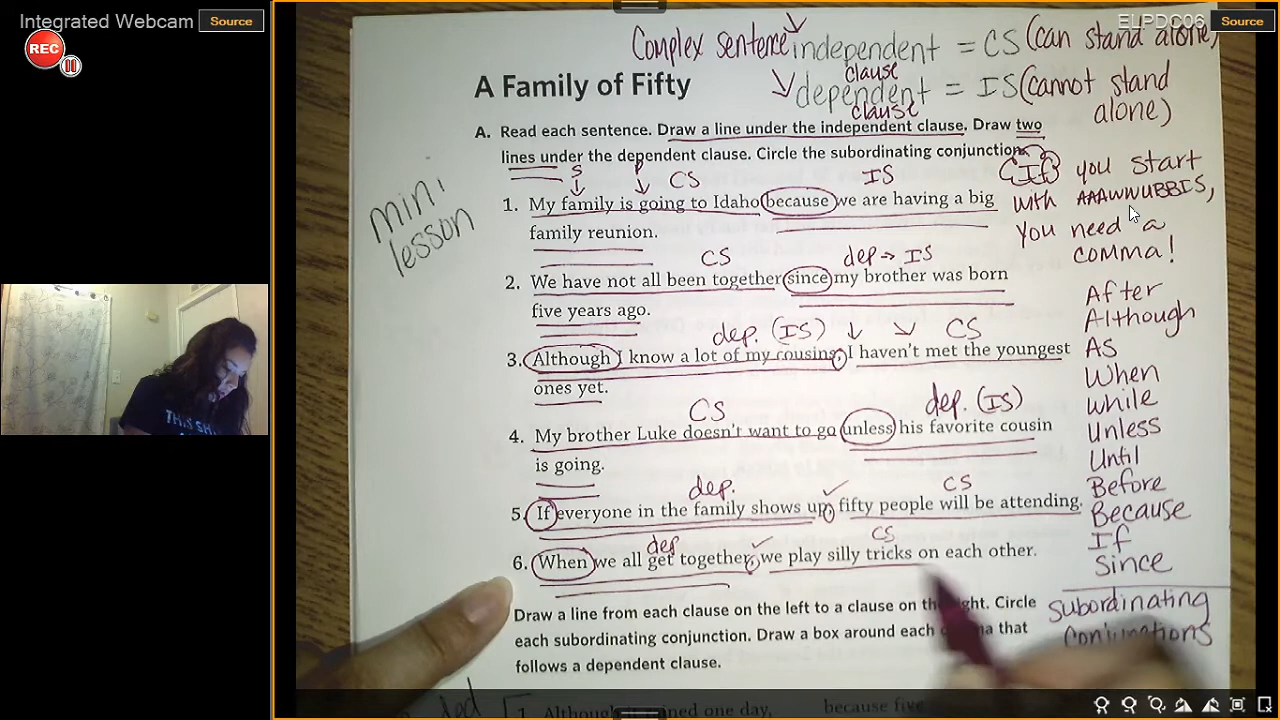 Integrated Webcam
Source
REC
ELPDC06
Source
Complex sentence independent = CS (can stand alone)
clause
A Family of Fifty
dependent = IS (cannot stand
clause
alone)
A. Read each sentence. Draw a line under the independent clause. Draw two
lines under the dependent clause. Circle the subordinating conjunction.
mini
lesson
S P CS IS
1. My family is going to Idaho because we are having a big
family reunion.
CS dep → IS
2. We have not all been together since my brother was born
five years ago.
dep. (IS) CS
3. Although I know a lot of my cousins, I haven't met the youngest
ones yet.
CS dep. (IS)
4. My brother Luke doesn't want to go unless his favorite cousin
is going.
dep. CS
5. If everyone in the family shows up, fifty people will be attending.
dep CS
6. When we all get together, we play silly tricks on each other.
If you start
with AAAWWUBBIS,
you need a
comma!
After
Although
As
When
while
Unless
Until
Before
Because
If
Since
subordinating
conjunctions
Draw a line from each clause on the left to a clause on the right. Circle
each subordinating conjunction. Draw a box around each comma that
follows a dependent clause.
1. Although it rained one day,
because five
THIS